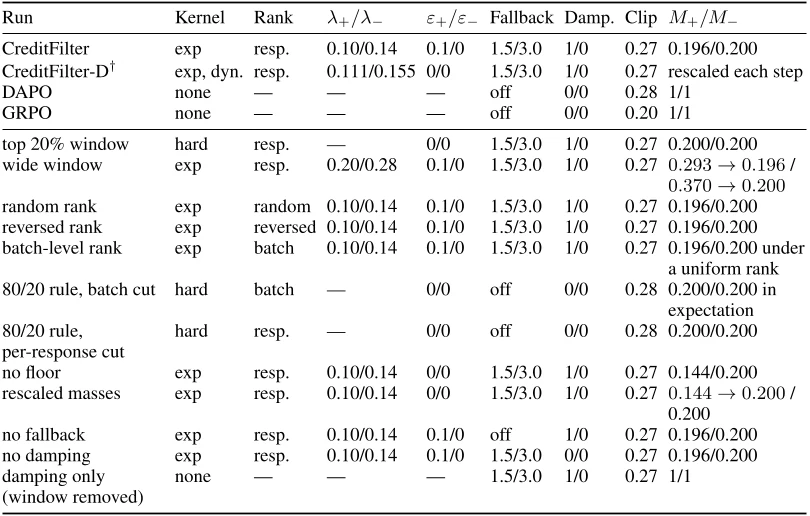 Run Kernel Rank λ₊/λ₋ ε₊/ε₋ Fallback Damp. Clip M₊/M₋
CreditFilter exp resp. 0.10/0.14 0.1/0 1.5/3.0 1/0 0.27 0.196/0.200
CreditFilter-D† exp, dyn. resp. 0.111/0.155 0/0 1.5/3.0 1/0 0.27 rescaled each step
DAPO none — — — off 0/0 0.28 1/1
GRPO none — — — off 0/0 0.20 1/1
top 20% window hard resp. — 0/0 1.5/3.0 1/0 0.27 0.200/0.200
wide window exp resp. 0.20/0.28 0.1/0 1.5/3.0 1/0 0.27 0.293 → 0.196 /
0.370 → 0.200
random rank exp random 0.10/0.14 0.1/0 1.5/3.0 1/0 0.27 0.196/0.200
reversed rank exp reversed 0.10/0.14 0.1/0 1.5/3.0 1/0 0.27 0.196/0.200
batch-level rank exp batch 0.10/0.14 0.1/0 1.5/3.0 1/0 0.27 0.196/0.200 under
a uniform rank
80/20 rule, batch cut hard batch — 0/0 off 0/0 0.28 0.200/0.200 in
expectation
80/20 rule, hard resp. — 0/0 off 0/0 0.28 0.200/0.200
per-response cut
no floor exp resp. 0.10/0.14 0/0 1.5/3.0 1/0 0.27 0.144/0.200
rescaled masses exp resp. 0.10/0.14 0/0 1.5/3.0 1/0 0.27 0.144 → 0.200 /
0.200
no fallback exp resp. 0.10/0.14 0.1/0 off 1/0 0.27 0.196/0.200
no damping exp resp. 0.10/0.14 0.1/0 1.5/3.0 0/0 0.27 0.196/0.200
damping only none — — — 1.5/3.0 1/0 0.27 1/1
(window removed)